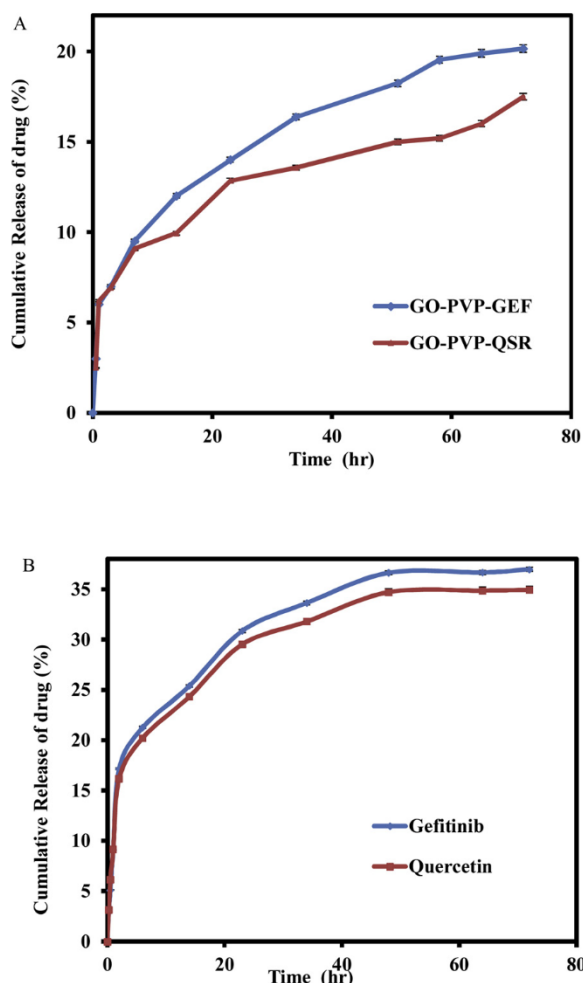 A
Cumulative Release of drug (%)
20
15
10
5
0
GO-PVP-GEF
GO-PVP-QSR
0 20 40 60 80
Time (hr)
B
Cumulative Release of drug (%)
35
30
25
20
15
10
5
0
Gefitinib
Quercetin
0 20 40 60 80
Time (hr)